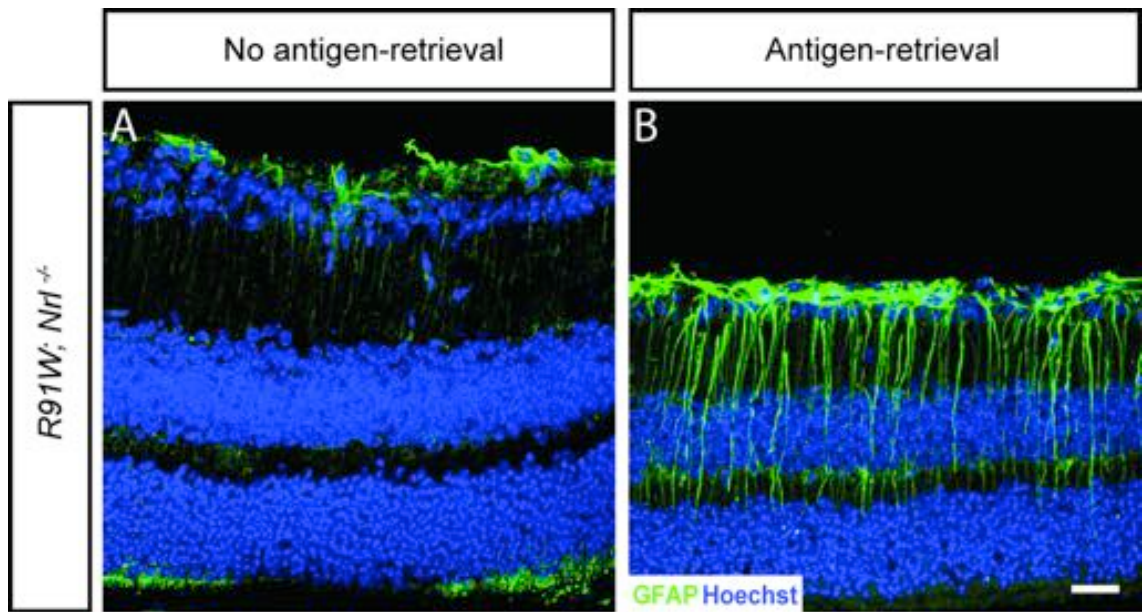 No antigen-retrieval
Antigen-retrieval
R91W; Nrl -/-
A
B
GFAP Hoechst